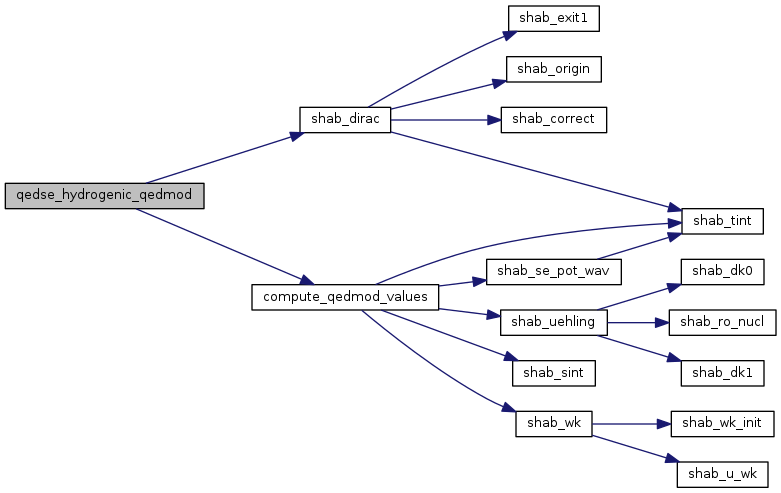 shab_exit1
shab_origin
shab_dirac
shab_correct
qedse_hydrogenic_qedmod
shab_tint
shab_se_pot_wav
shab_dk0
compute_qedmod_values
shab_uehling
shab_ro_nucl
shab_sint
shab_dk1
shab_wk
shab_wk_init
shab_u_wk